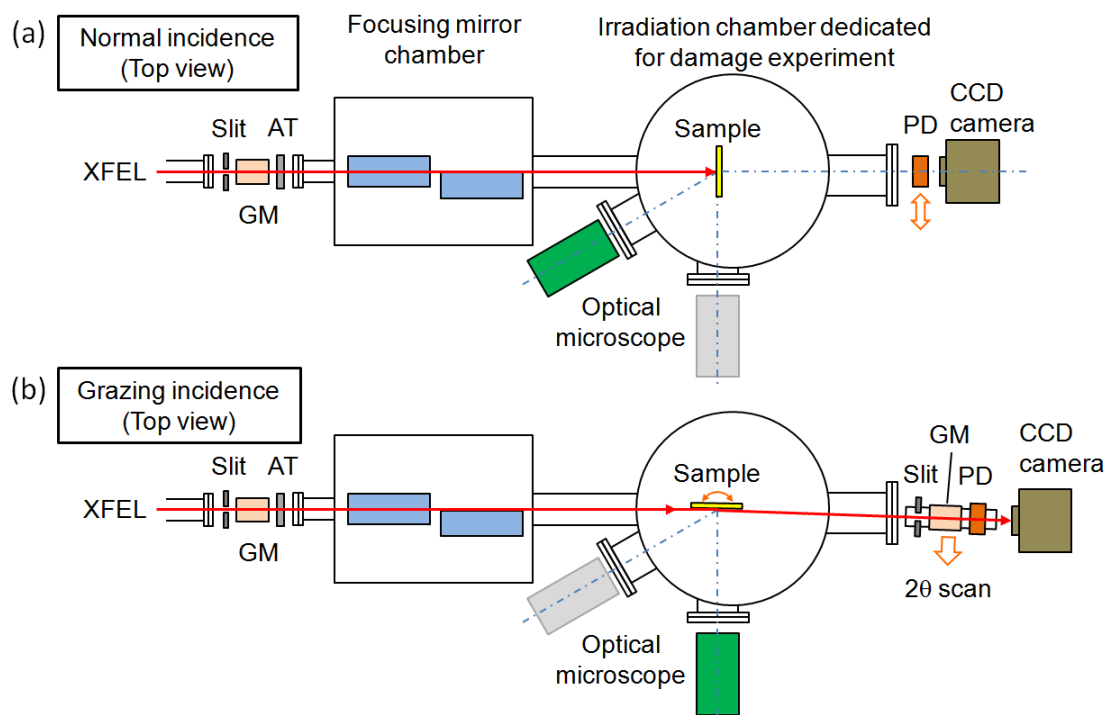 (a)
Normal incidence
(Top view)
Focusing mirror
chamber
Irradiation chamber dedicated
for damage experiment
Slit
AT
XFEL
GM
Sample
PD
CCD
camera
Optical
microscope
(b)
Grazing incidence
(Top view)
Slit
AT
XFEL
GM
Sample
GM
Slit
PD
CCD
camera
2θ scan
Optical
microscope